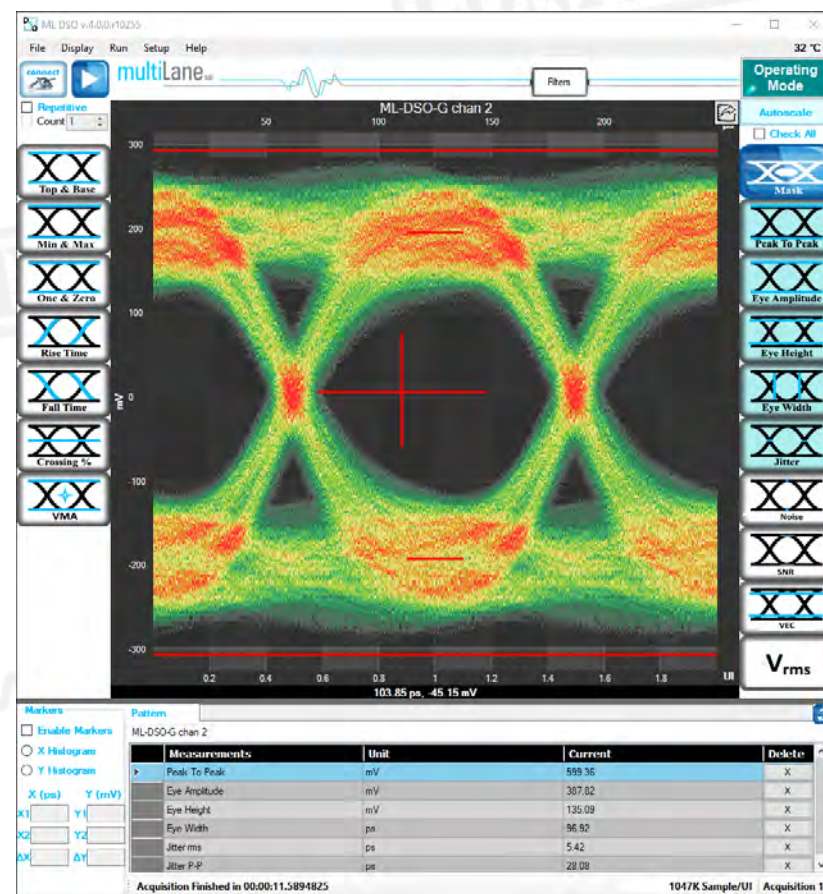 ML DSO v.4.0.0.r10255
File Display Run Setup Help
32 °C
connect
multiLane
Filters
Operating
Mode
Repetitive
Count 1
Autoscale
Check All
ML-DSO-G chan 2
50 100 150 200
300
200
100
0
-100
-200
-300
mV
0.2 0.4 0.6 0.8 1 1.2 1.4 1.6 1.8 UI
103.85 ps, -45.15 mV
Top & Base
Min & Max
One & Zero
Rise Time
Fall Time
Crossing %
VMA
Mask
Peak To Peak
Eye Amplitude
Eye Height
Eye Width
Jitter
Noise
SNR
VEC
Vrms
Markers
Enable Markers
X Histogram
Y Histogram
X (ps) Y (mV)
X1 Y1
X2 Y2
ΔX ΔY
Pattern
ML-DSO-G chan 2
Measurements Unit Current Delete
Peak To Peak mV 599.36 X
Eye Amplitude mV 387.82 X
Eye Height mV 135.09 X
Eye Width ps 96.92 X
Jitter rms ps 5.42 X
Jitter P-P ps 28.08 X
Acquisition Finished in 00:00:11.5894825
1047K Sample/UI Acquisition 1